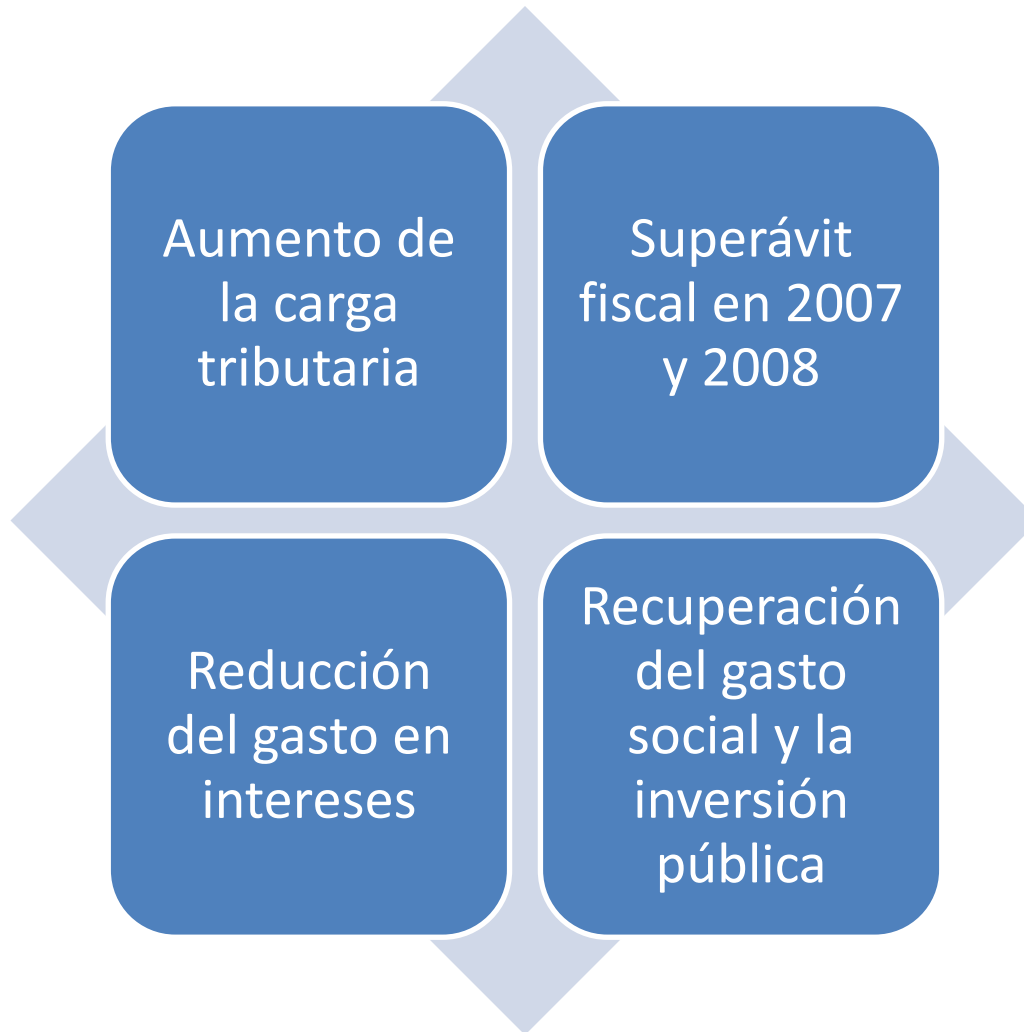 Aumento de
la carga
tributaria
Superávit
fiscal en 2007
y 2008
Reducción
del gasto en
intereses
Recuperación
del gasto
social y la
inversión
pública